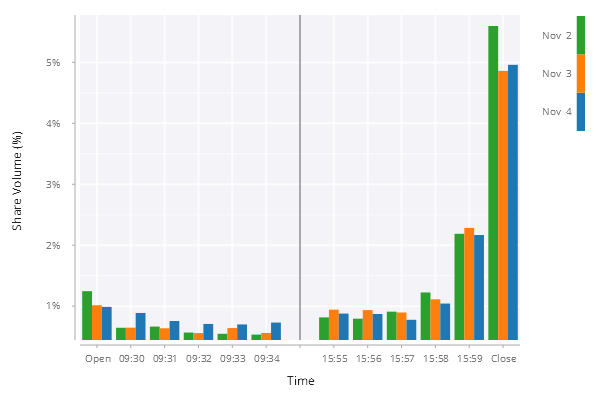 Nov 2
Nov 3
Nov 4
Share Volume (%)
5%
4%
3%
2%
1%
Open 09:30 09:31 09:32 09:33 09:34 15:55 15:56 15:57 15:58 15:59 Close
Time